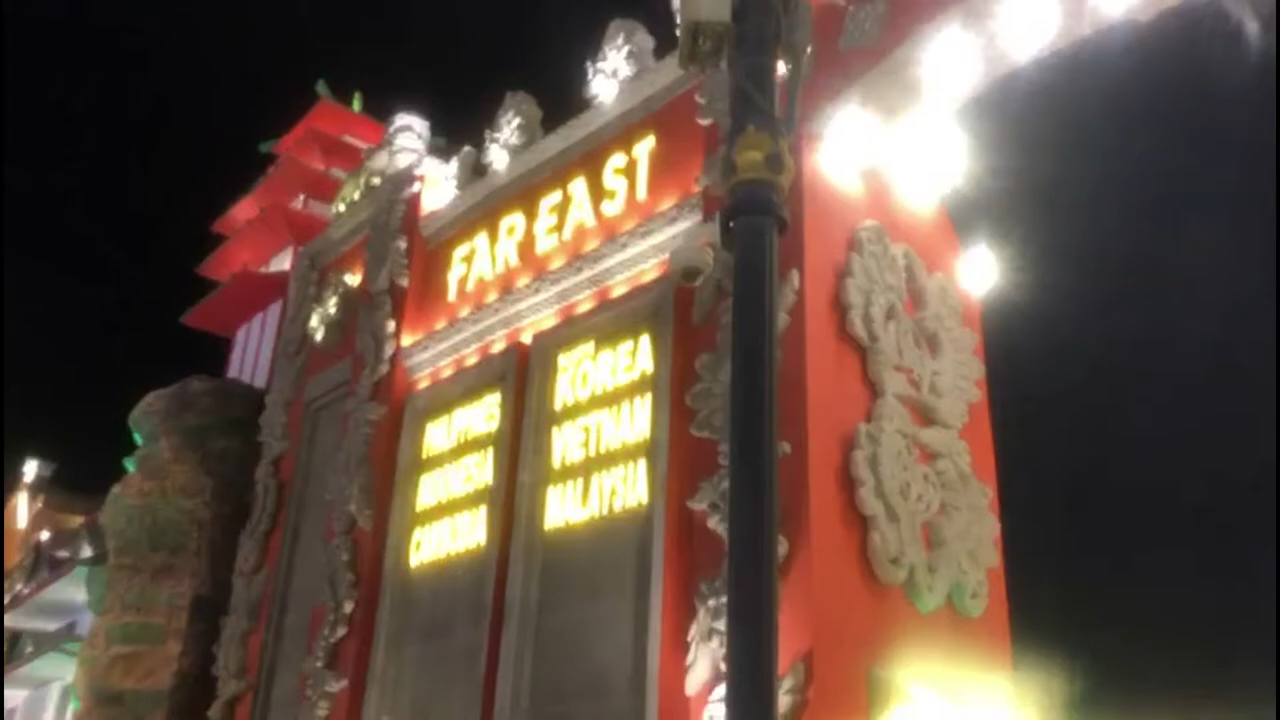 FAR EAST
PHILIPPINES
INDONESIA
CAMBODIA
KOREA
VIETNAM
MALAYSIA